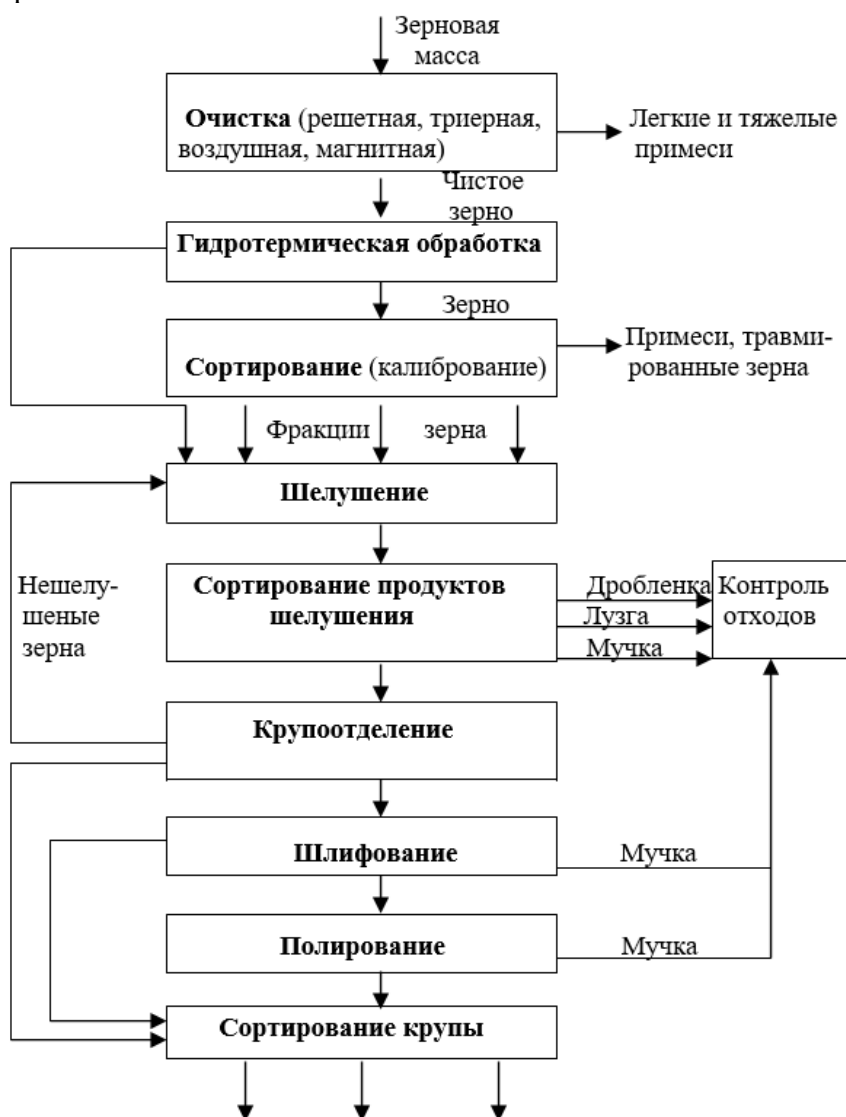 Зерновая
масса
Очистка (решетная, триерная,
воздушная, магнитная)
Легкие и тяжелые
примеси
Чистое
зерно
Гидротермическая обработка
Зерно
Сортирование (калибрование)
Примеси, травми-
рованные зерна
Фракции зерна
Шелушение
Нешелу-
шеные
зерна
Сортирование продуктов
шелушения
Дробленка
Лузга
Мучка
Контроль
отходов
Крупоотделение
Шлифование
Мучка
Полирование
Мучка
Сортирование крупы